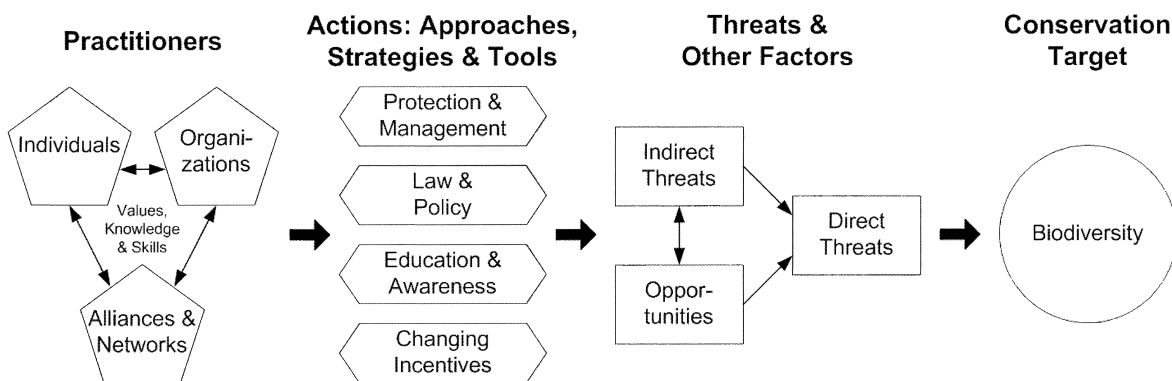 Practitioners
Individuals
Organi-
zations
Values,
Knowledge
& Skills
Alliances &
Networks
Actions: Approaches,
Strategies & Tools
Protection &
Management
Law &
Policy
Education &
Awareness
Changing
Incentives
Threats &
Other Factors
Indirect
Threats
Oppor-
tunities
Direct
Threats
Conservation
Target
Biodiversity